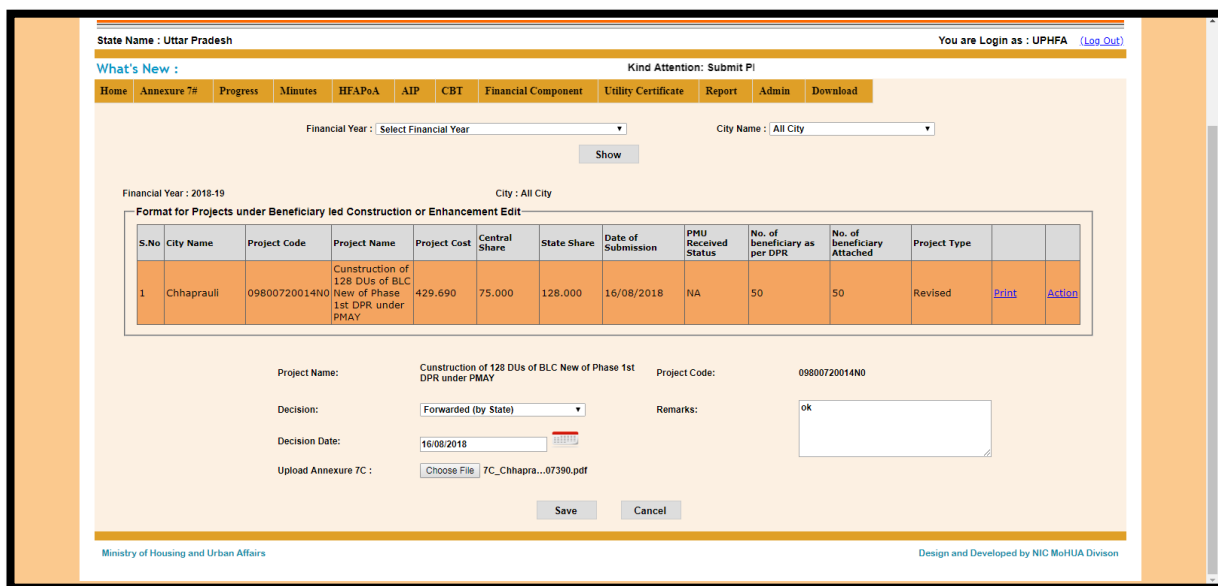 State Name : Uttar Pradesh You are Login as : UPHFA (Log Out)
What's New : Kind Attention: Submit Pl
Home Annexure 7# Progress Minutes HFAPoA AIP CBT Financial Component Utility Certificate Report Admin Download
Financial Year : Select Financial Year City Name : All City
Show
Financial Year : 2018-19 City : All City
Format for Projects under Beneficiary led Construction or Enhancement Edit
S.No City Name Project Code Project Name Project Cost Central Share State Share Date of Submission PMU Received Status No. of beneficiary as per DPR No. of beneficiary Attached Project Type
1 Chhaprauli 09800720014N0 Cunstruction of 128 DUs of BLC New of Phase 1st DPR under PMAY 429.690 75.000 128.000 16/08/2018 NA 50 50 Revised Print Action
Project Name: Cunstruction of 128 DUs of BLC New of Phase 1st DPR under PMAY Project Code: 09800720014N0
Decision: Forwarded (by State) Remarks: ok
Decision Date: 16/08/2018
Upload Annexure 7C : Choose File 7C_Chhapra...07390.pdf
Save Cancel
Ministry of Housing and Urban Affairs Design and Developed by NIC MoHUA Divison